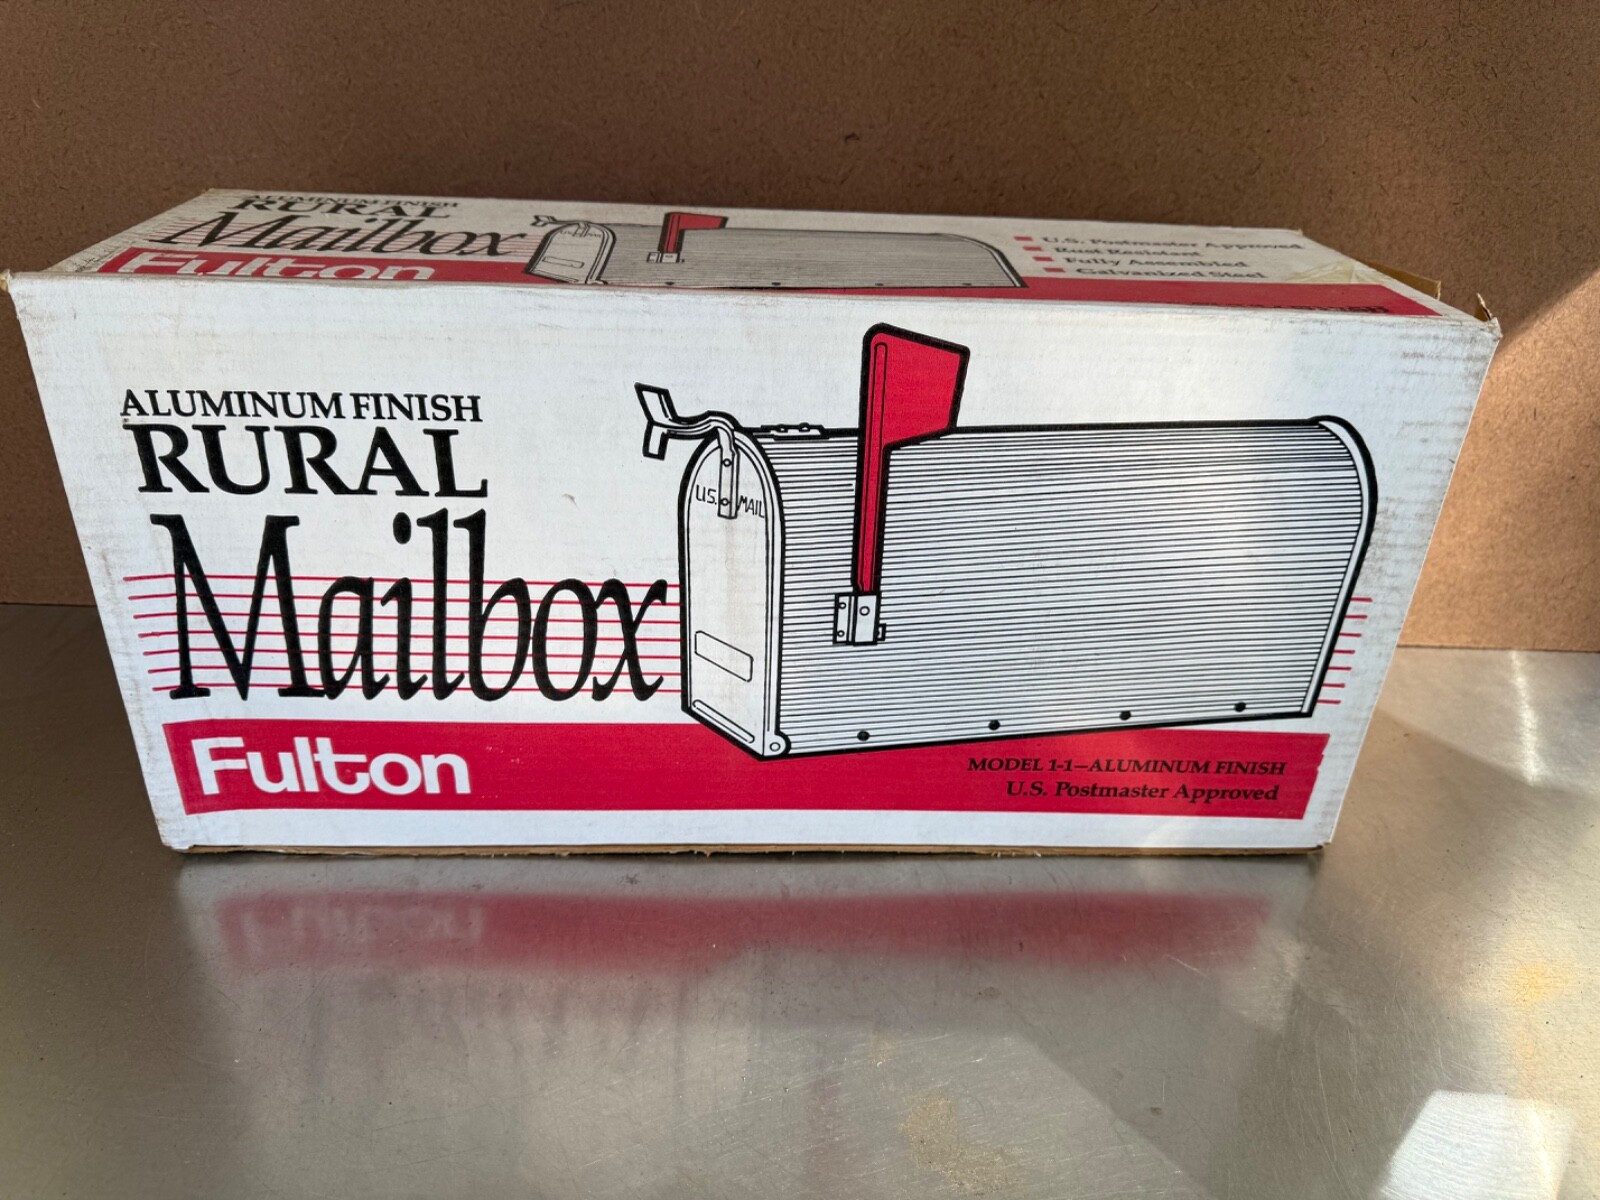 ALUMINUM FINISH
RURAL
Mailbox
Fulton
U.S. Postmaster Approved
Rust Resistant
Fully Assembled
Galvanized Steel
ALUMINUM FINISH
RURAL
Mailbox
U.S. MAIL
Fulton
MODEL 1-1—ALUMINUM FINISH
U.S. Postmaster Approved